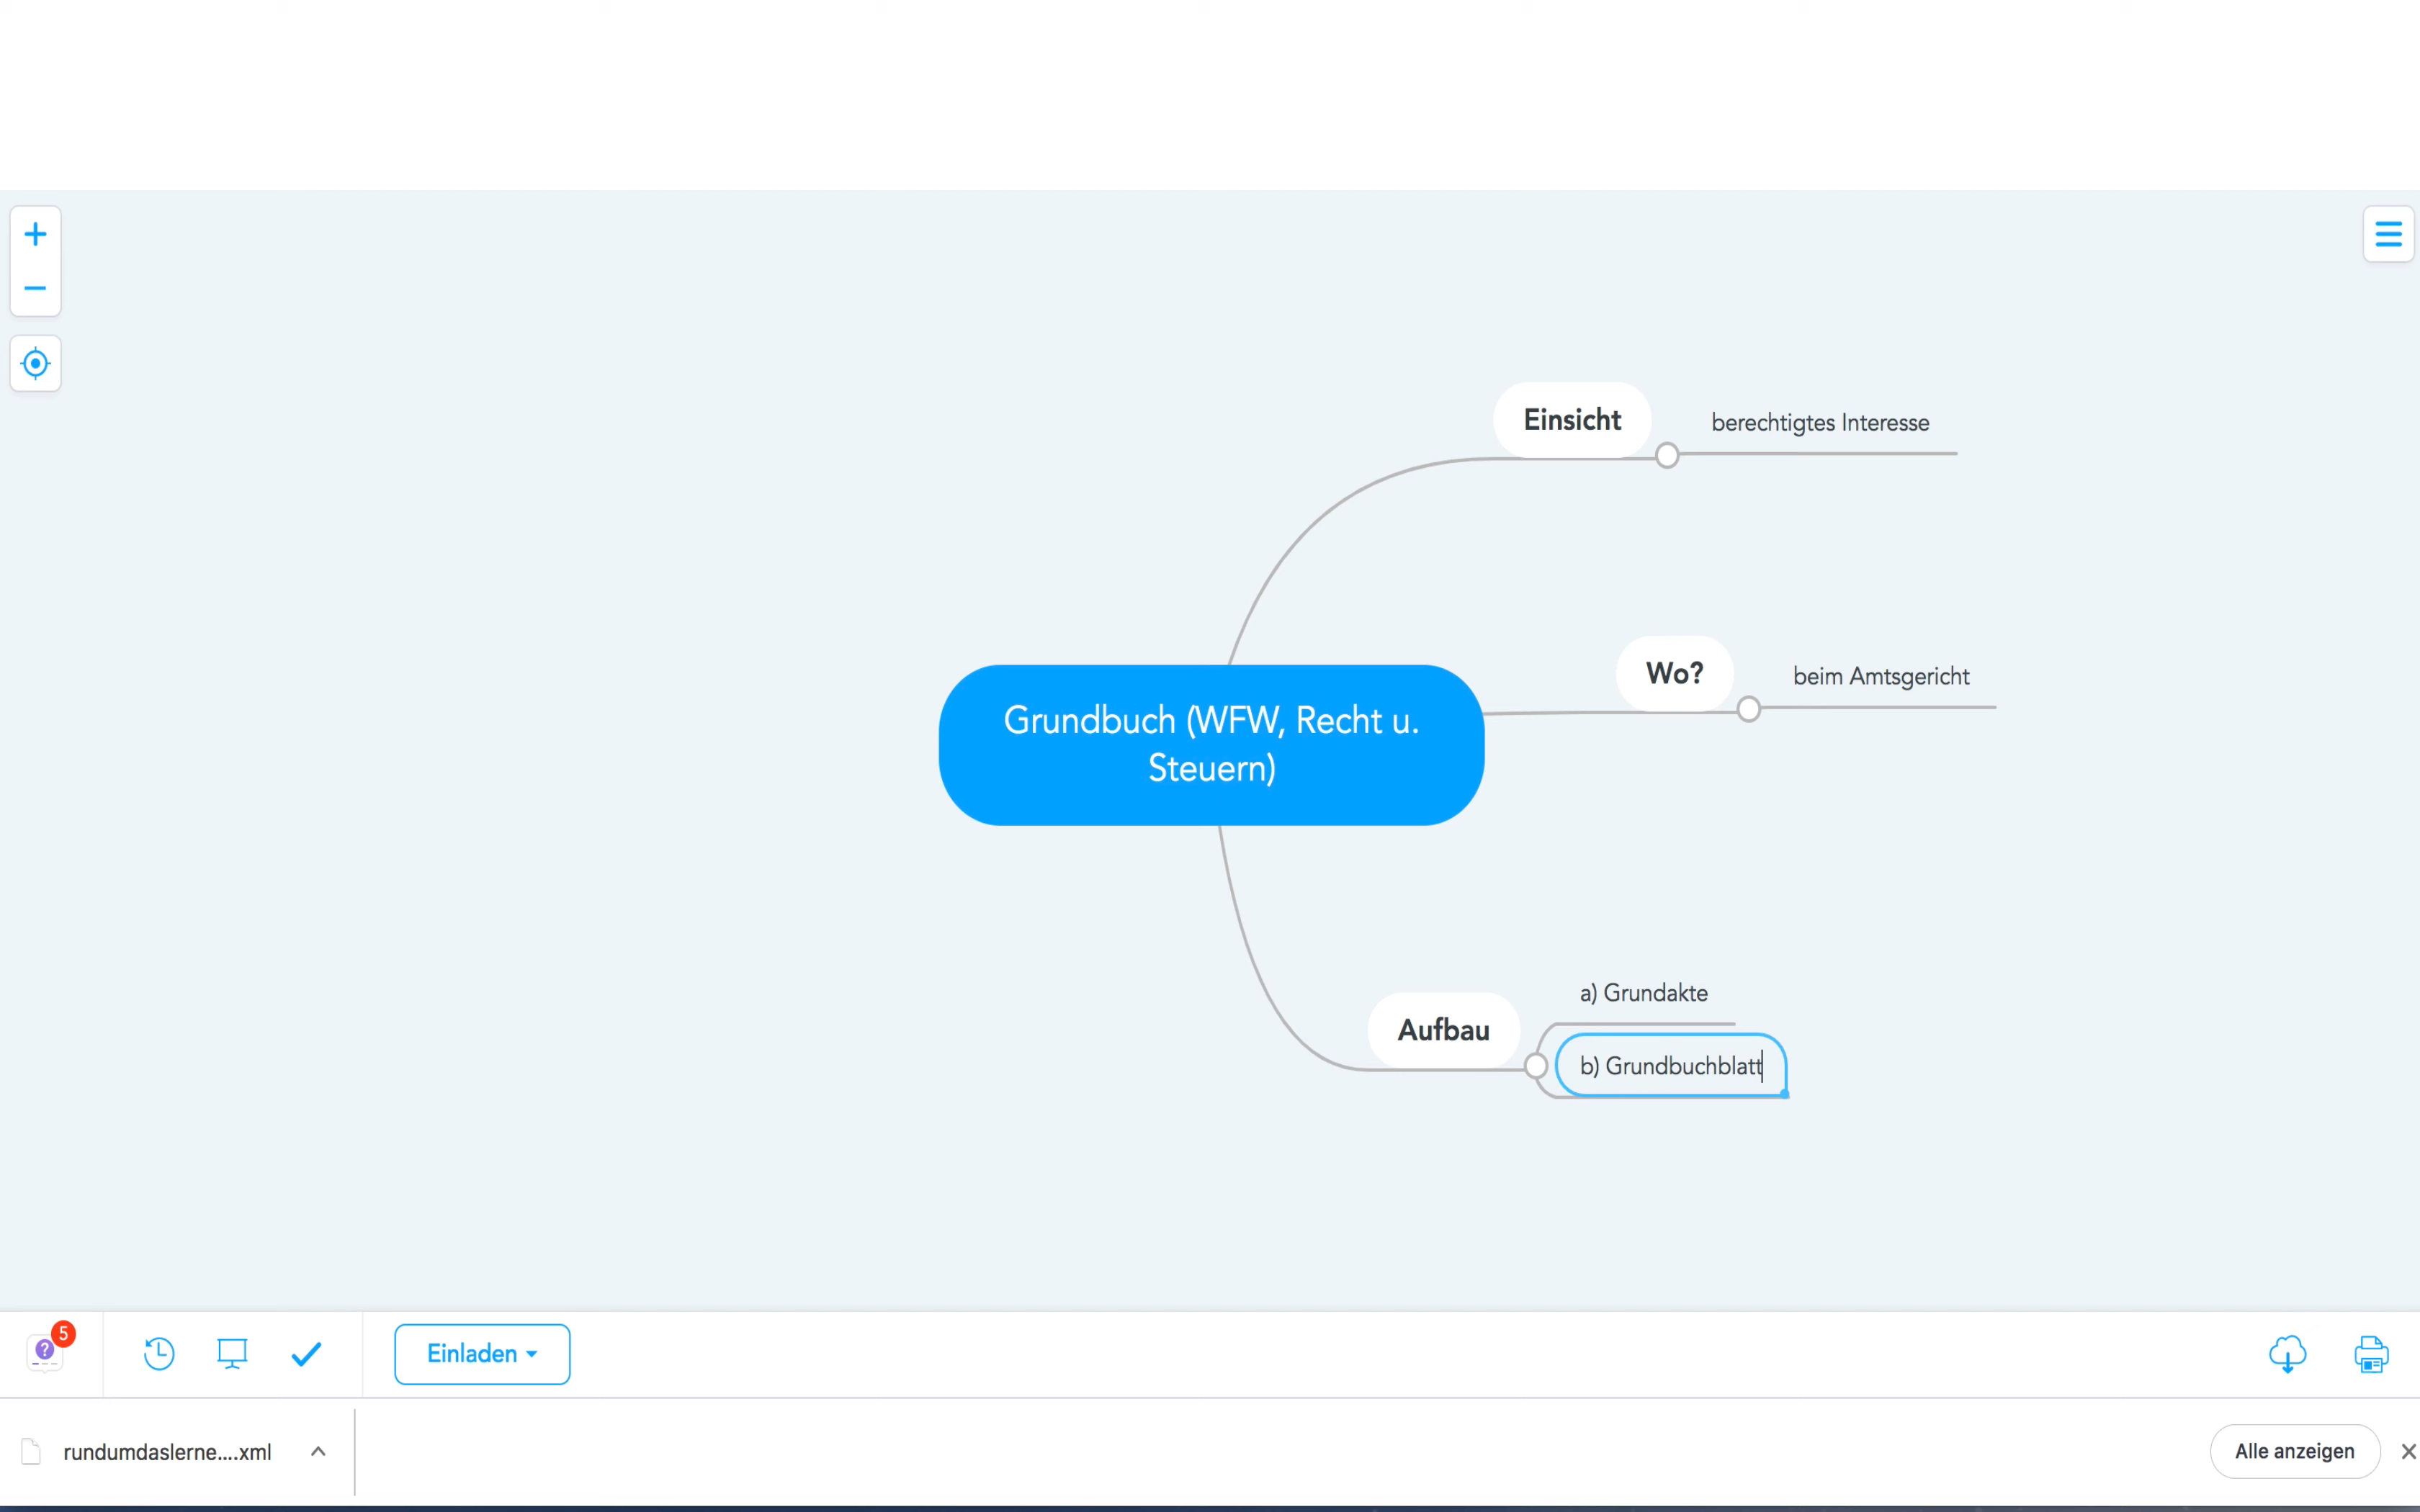 Einsicht
berechtigtes Interesse
Wo?
beim Amtsgericht
Grundbuch (WFW, Recht u.
Steuern)
a) Grundakte
Aufbau
b) Grundbuchblatt
5
?
Einladen
rundumdaslerne....xml
Alle anzeigen